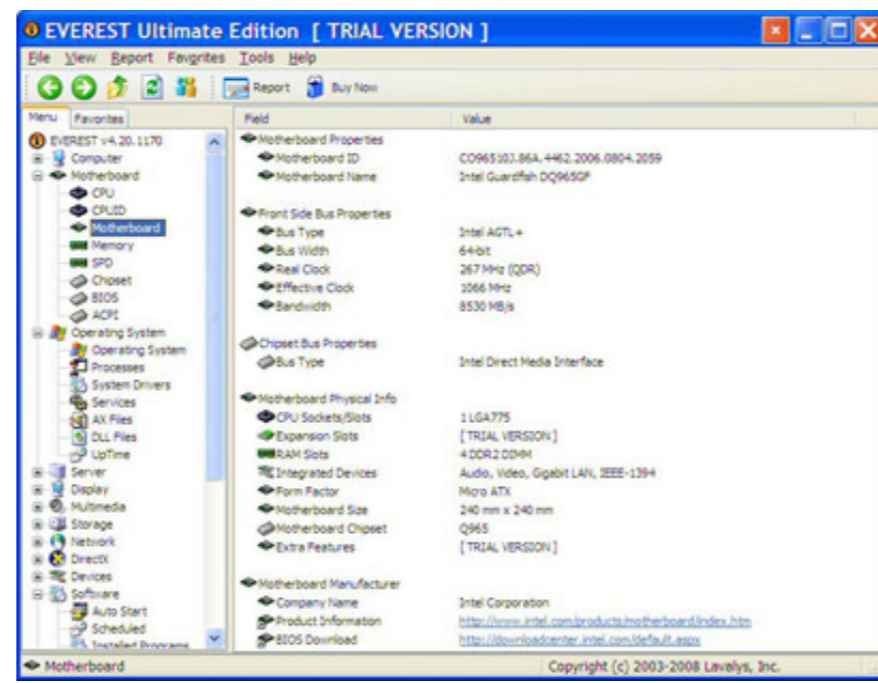 EVEREST Ultimate Edition [ TRIAL VERSION ]
File View Report Favorites Tools Help
Report Buy Now
Menu Favorites
Field Value
EVEREST v4.20.1170
Computer
Motherboard
CPU
CPUID
Motherboard
Memory
SPD
Chipset
BIOS
ACPI
Operating System
Operating System
Processes
System Drivers
Services
AX Files
DLL Files
UpTime
Server
Display
Multimedia
Storage
Network
DirectX
Devices
Software
Auto Start
Scheduled
Installed Programs
Motherboard Properties
Motherboard ID CO96510J.86A.4462.2006.0804.2059
Motherboard Name Intel Guardfish DQ965GF
Front Side Bus Properties
Bus Type Intel AGTL+
Bus Width 64-bit
Real Clock 267 MHz (QDR)
Effective Clock 1066 MHz
Bandwidth 8530 MB/s
Chipset Bus Properties
Bus Type Intel Direct Media Interface
Motherboard Physical Info
CPU Sockets/Slots 1 LGA775
Expansion Slots [ TRIAL VERSION ]
RAM Slots 4 DDR2 DIMM
Integrated Devices Audio, Video, Gigabit LAN, IEEE-1394
Form Factor Micro ATX
Motherboard Size 240 mm x 240 mm
Motherboard Chipset Q965
Extra Features [ TRIAL VERSION ]
Motherboard Manufacturer
Company Name Intel Corporation
Product Information http://www.intel.com/products/motherboard/index.htm
BIOS Download http://downloadcenter.intel.com/default.aspx
Motherboard
Copyright (c) 2003-2008 Lavalys, Inc.